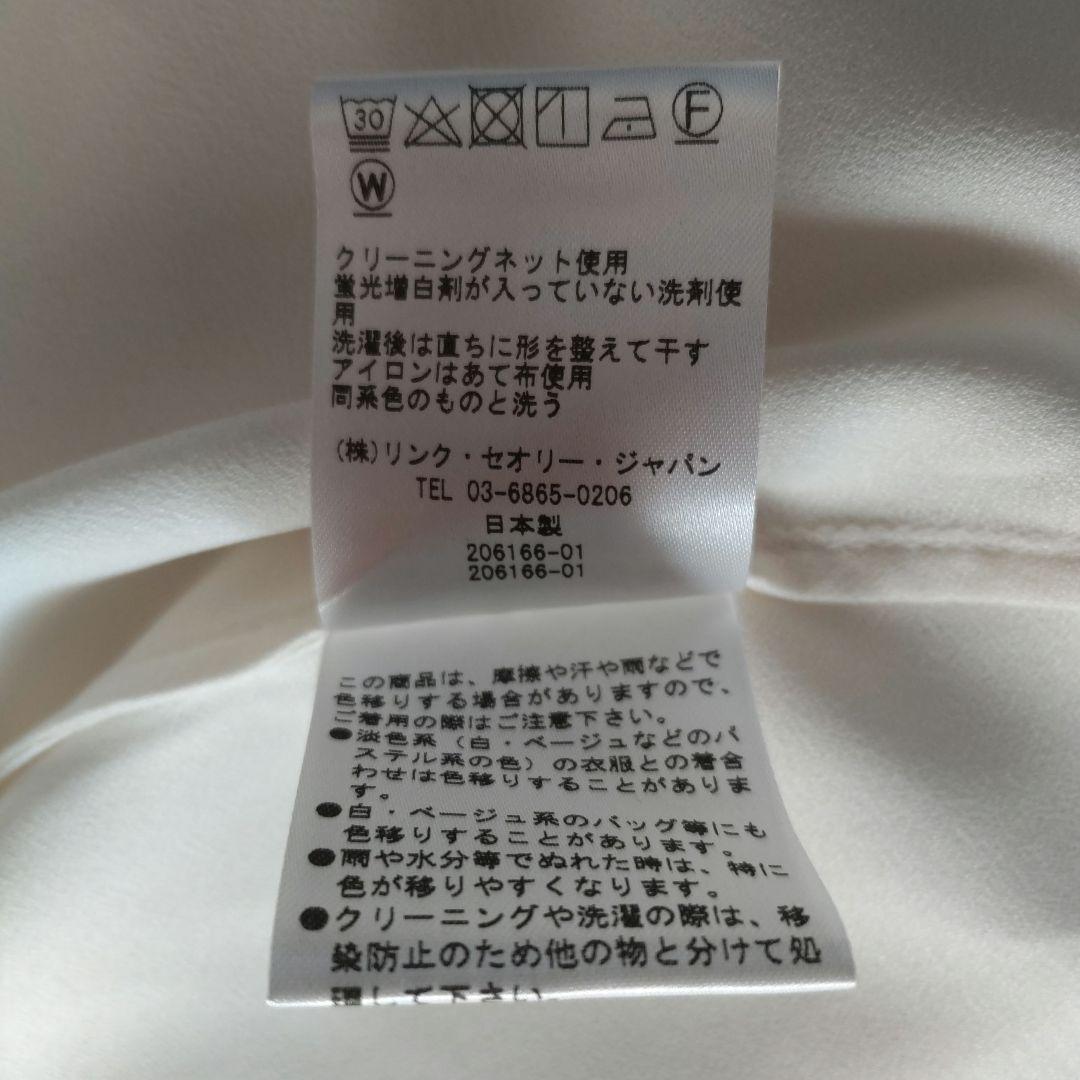 30
F
W
クリーニングネット使用
蛍光増白剤が入っていない洗剤使
用
洗濯後は直ちに形を整えて干す
アイロンはあて布使用
同系色のものと洗う
(株)リンク・セオリー・ジャパン
TEL 03-6865-0206
日本製
206166-01
206166-01
この商品は、摩擦や汗や雨などで
色移りする場合がありますので、
ご着用の際はご注意下さい。
●淡色系（白・ベージュなどのパ
ステル系の色）の衣服との着合
わせは色移りすることがありま
す。
●白・ベージュ系のバッグ等にも
色移りすることがあります。
●雨や水分等でぬれた時は、特に
色が移りやすくなります。
●クリーニングや洗濯の際は、移
染防止のため他の物と分けて処
理して下さい。